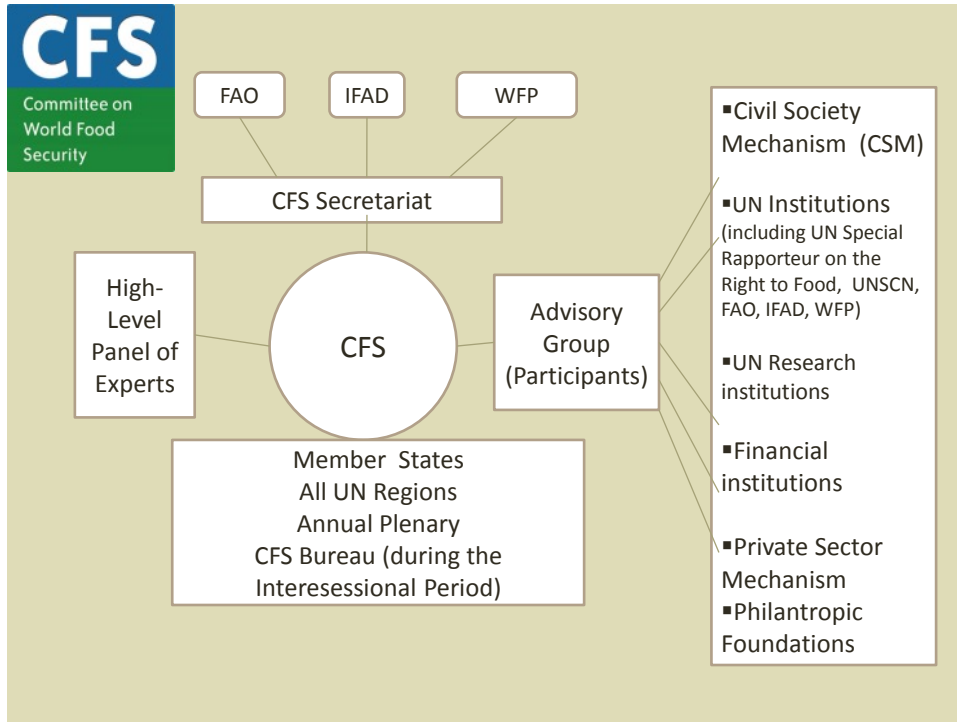 CFS
Committee on
World Food
Security
FAO
IFAD
WFP
CFS Secretariat
High-
Level
Panel of
Experts
CFS
Advisory
Group
(Participants)
Member States
All UN Regions
Annual Plenary
CFS Bureau (during the
Interesessional Period)
▪Civil Society
Mechanism (CSM)
▪UN Institutions
(including UN Special
Rapporteur on the
Right to Food, UNSCN,
FAO, IFAD, WFP)
▪UN Research
institutions
▪Financial
institutions
▪Private Sector
Mechanism
▪Philantropic
Foundations